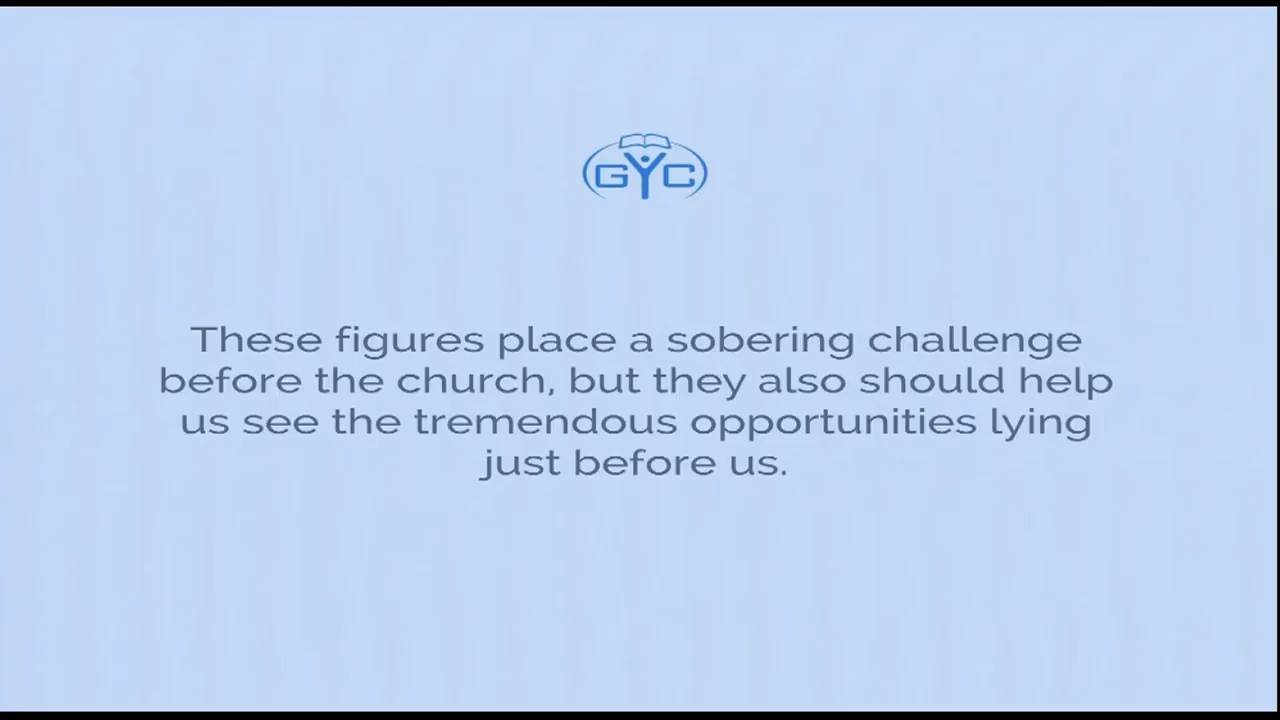 GYC
These figures place a sobering challenge
before the church, but they also should help
us see the tremendous opportunities lying
just before us.